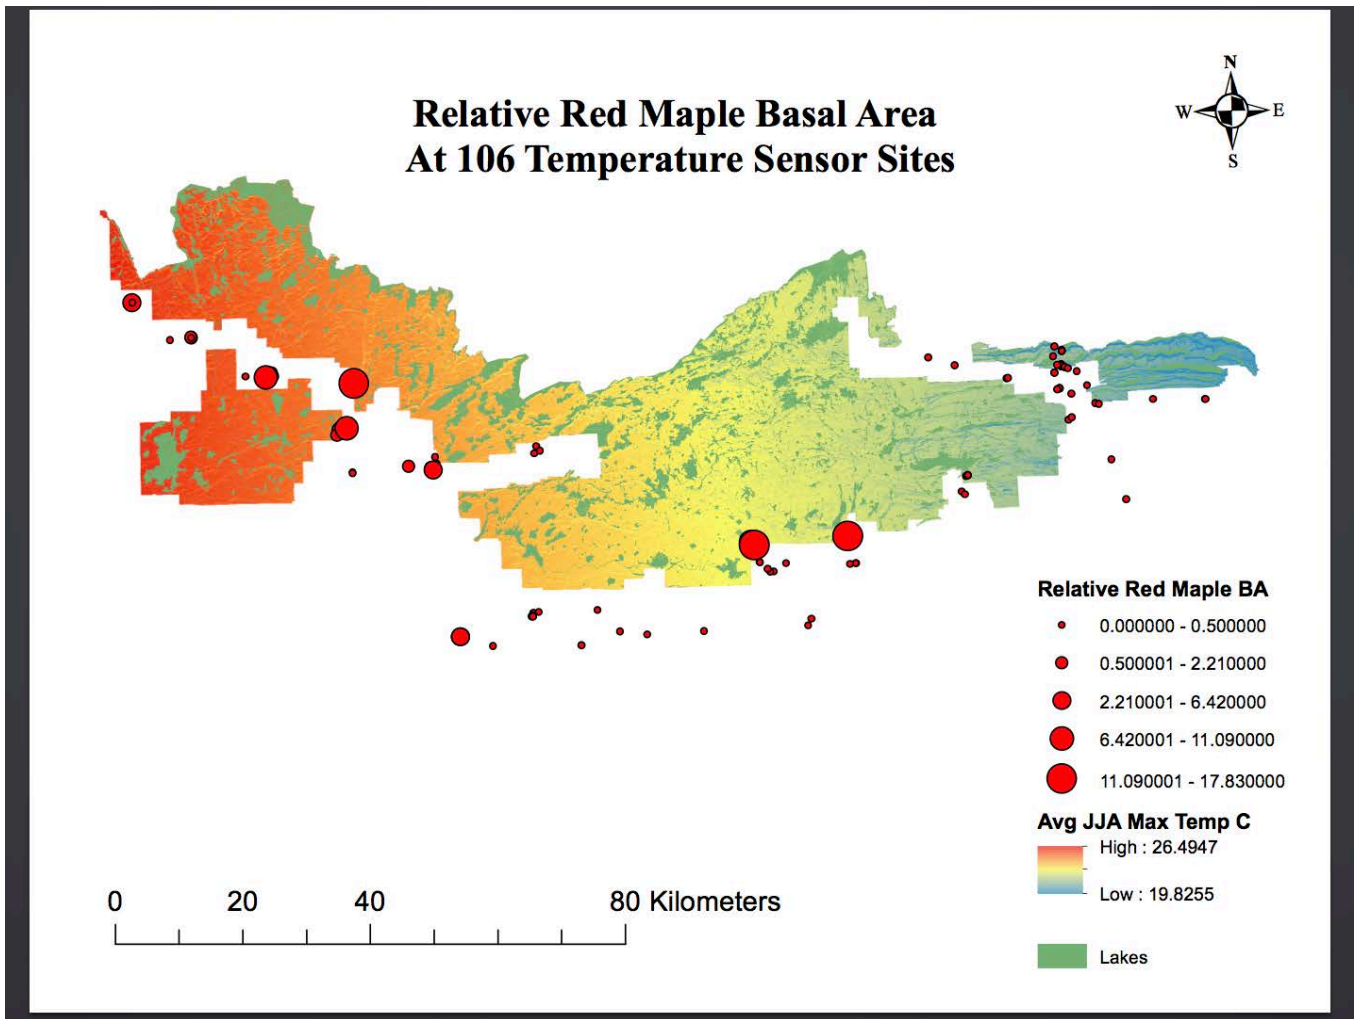 N
W E
S
Relative Red Maple Basal Area
At 106 Temperature Sensor Sites
Relative Red Maple BA
0.000000 - 0.500000
0.500001 - 2.210000
2.210001 - 6.420000
6.420001 - 11.090000
11.090001 - 17.830000
Avg JJA Max Temp C
High : 26.4947
Low : 19.8255
Lakes
0 20 40 80 Kilometers